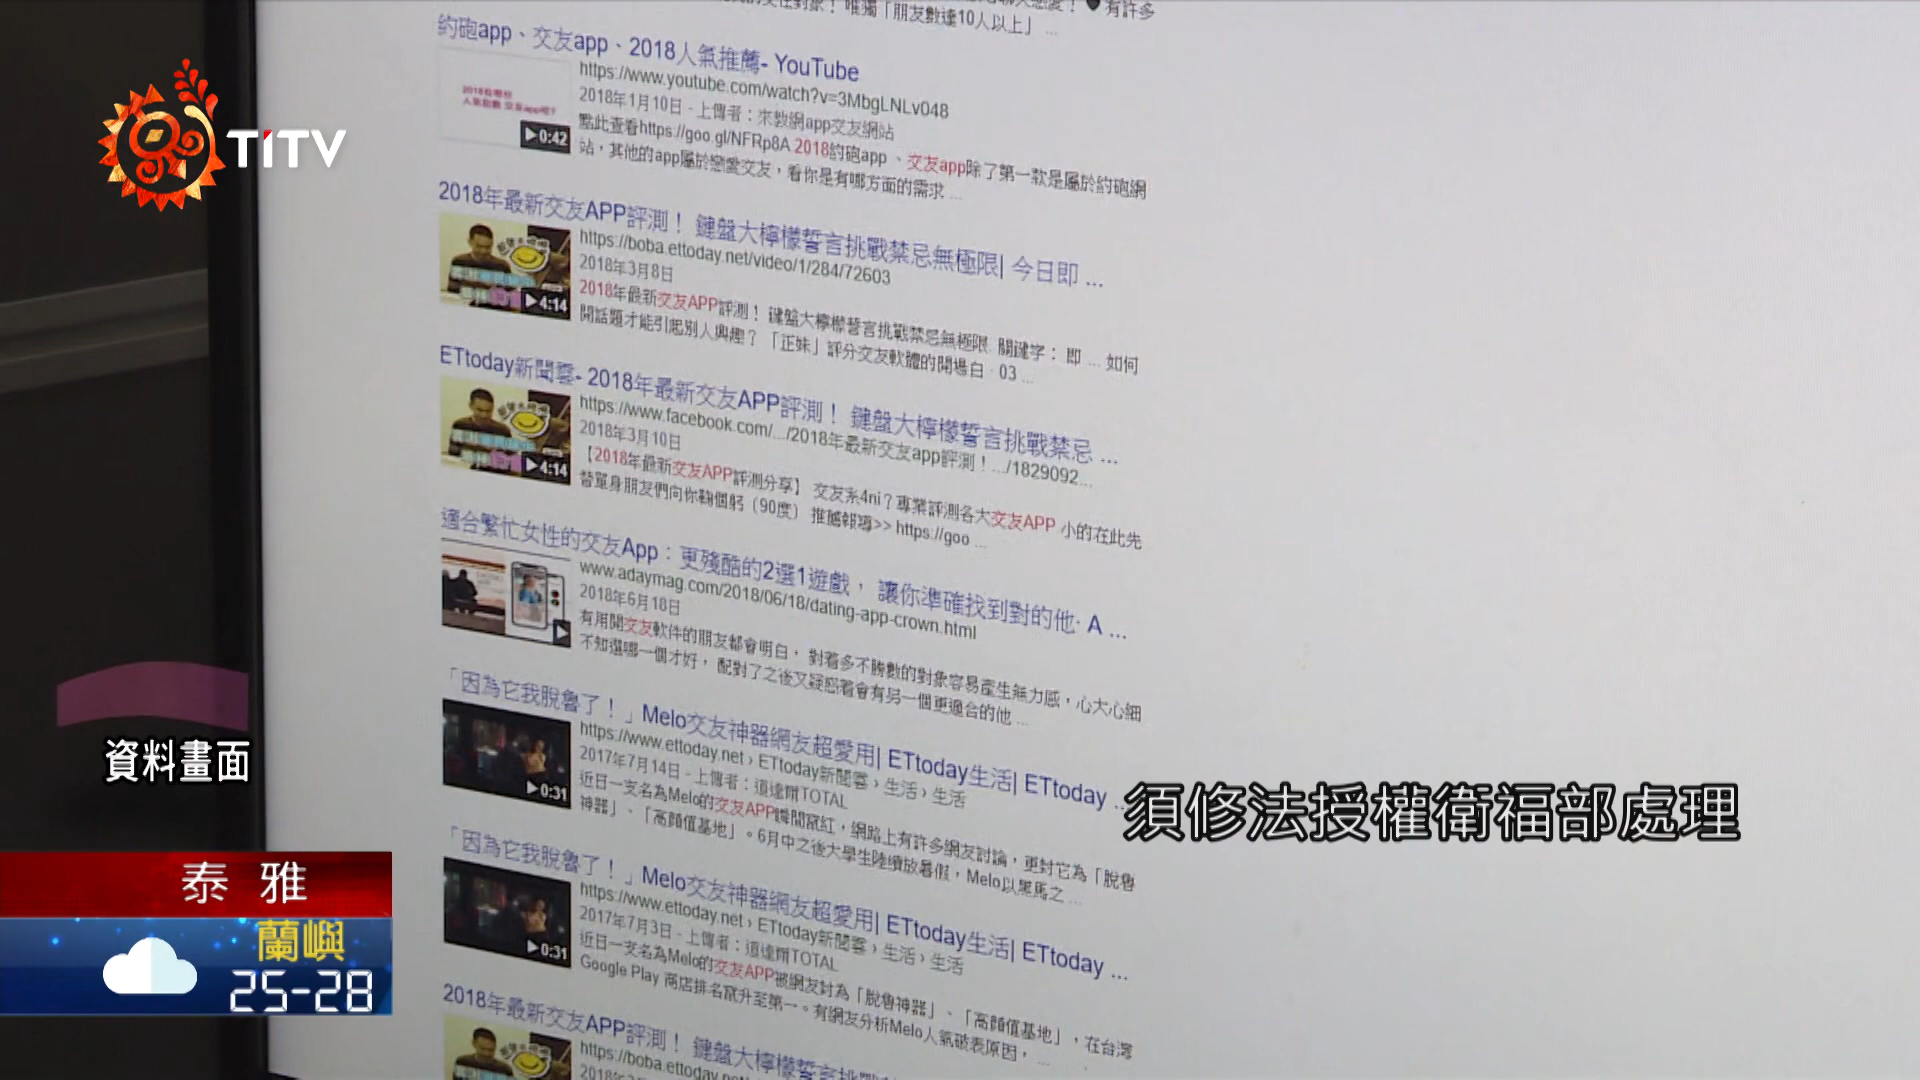 有許多
唯獨「朋友數達10人以上」 ...
約砲app、交友app、2018人氣推薦- YouTube
https://www.youtube.com/watch?v=3MbgLNLv048
2018年1月10日 - 上傳者：來數網app交友網站
點此查看https://goo.gl/NFRp8A 2018約砲app 、交友app除了第一款是屬於約砲網
站，其他的app屬於戀愛交友，看你是有哪方面的需求 ...
0:42
TITV
2018年最新交友APP評測！ 鍵盤大檸檬誓言挑戰禁忌無極限| 今日即 ...
https://boba.ettoday.net/video/1/284/72603
2018年3月8日
2018年最新交友APP評測！ 鍵盤大檸檬誓言挑戰禁忌無極限. 關鍵字： 即 ... 如何
開話題才能引起別人興趣？ 「正妹」評分交友軟體的開場白 · 03 ...
4:14
ETtoday新聞雲- 2018年最新交友APP評測！ 鍵盤大檸檬誓言挑戰禁忌 ...
https://www.facebook.com/.../2018年最新交友app評測！.../1829092...
2018年3月10日
【2018年最新交友APP評測分享】 交友系4ni？專業評測各大交友APP 小的在此先
替單身朋友們向你鞠個躬（90度） 推薦報導>> https://goo ...
4:14
適合繁忙女性的交友App：更殘酷的2選1遊戲， 讓你準確找到對的他· A ...
www.adaymag.com/2018/06/18/dating-app-crown.html
2018年6月18日
有用開交友軟件的朋友都會明白， 對着多不勝數的對象容易產生無力感，心大心細
不知選哪一個才好， 配對了之後又疑惑著會有另一個更適合的他 ...
「因為它我脫魯了！」Melo交友神器網友超愛用| ETtoday生活| ETtoday ...
https://www.ettoday.net › ETtoday新聞雲 › 生活 › 生活
2017年7月14日 - 上傳者：道達爾TOTAL
近日一支名為Melo的交友APP瞬間竄紅，網路上有許多網友討論，更封它為「脫魯
神器」、「高顏值基地」。6月中之後大學生陸續放暑假，Melo以黑馬之 ...
0:31
「因為它我脫魯了！」Melo交友神器網友超愛用| ETtoday生活| ETtoday ...
https://www.ettoday.net › ETtoday新聞雲 › 生活 › 生活
2017年7月3日 - 上傳者：道達爾TOTAL
近日一支名為Melo的交友APP被網友封為「脫魯神器」、「高顏值基地」，在台灣
Google Play 商店排名竄升至第一。有網友分析Melo人氣破表原因， ...
0:31
2018年最新交友APP評測！ 鍵盤大檸檬誓言挑戰
https://boba.ettoday.n
資料畫面
須修法授權衛福部處理
泰 雅
蘭嶼
25-28